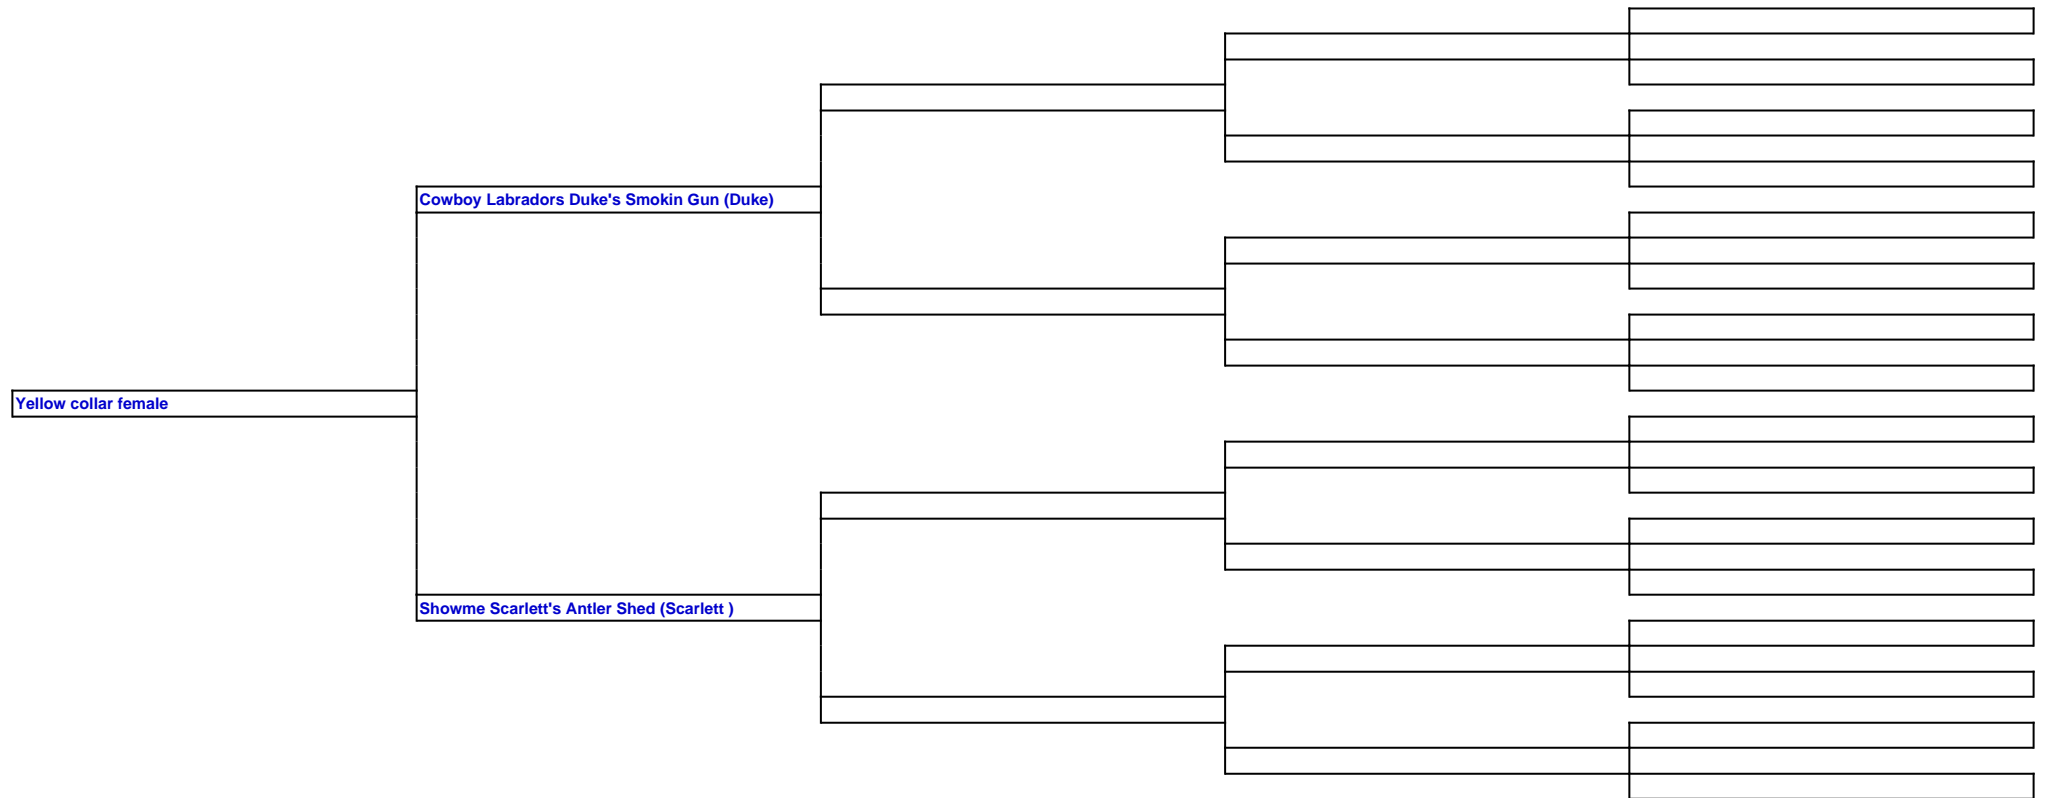 Cowboy Labradors Duke's Smokin Gun (Duke)
Yellow collar female
Showme Scarlett's Antler Shed (Scarlett )